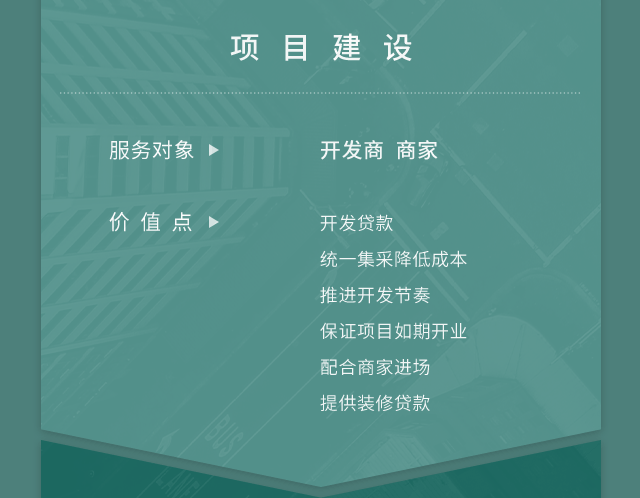 项目建设
服务对象 ▶ 开发商 商家
价值点 ▶ 开发贷款
统一集采降低成本
推进开发节奏
保证项目如期开业
配合商家进场
提供装修贷款